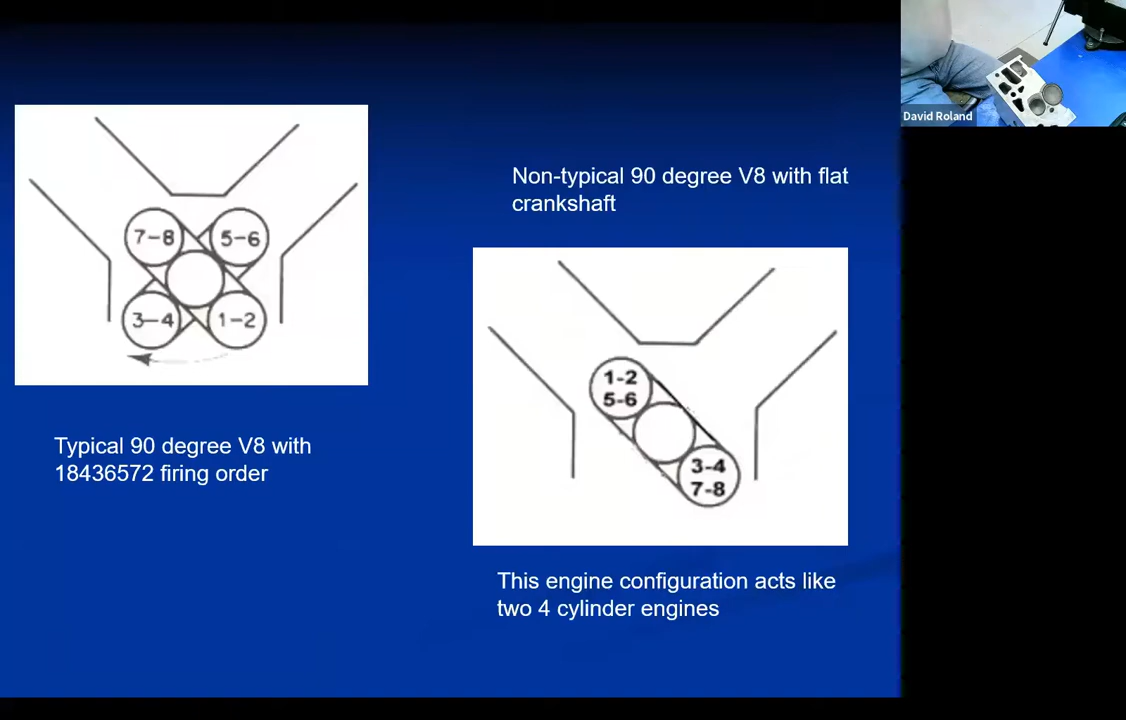 David Roland
7-8
5-6
3-4
1-2
Typical 90 degree V8 with
18436572 firing order
Non-typical 90 degree V8 with flat
crankshaft
1-2
5-6
3-4
7-8
This engine configuration acts like
two 4 cylinder engines